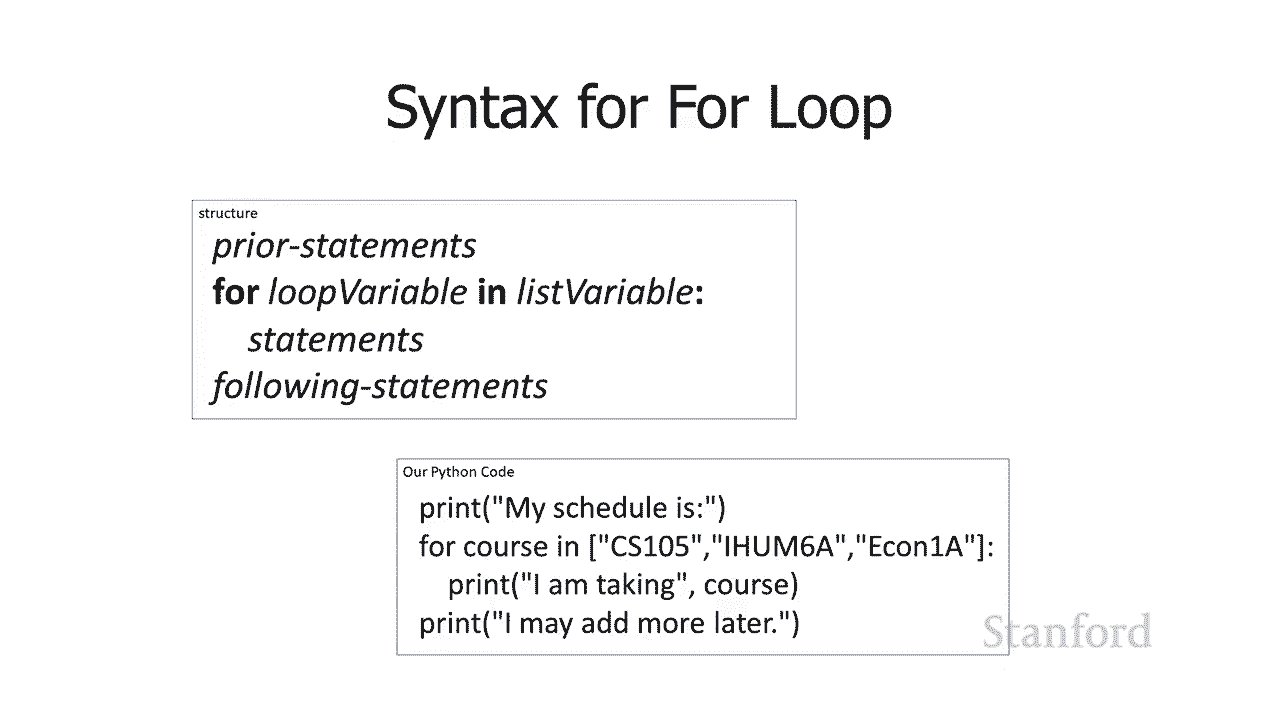 Syntax for For Loop
structure
prior-statements
for loopVariable in listVariable:
statements
following-statements
Our Python Code
print("My schedule is:")
for course in ["CS105","IHUM6A","Econ1A"]:
print("I am taking", course)
print("I may add more later.")
Stanford